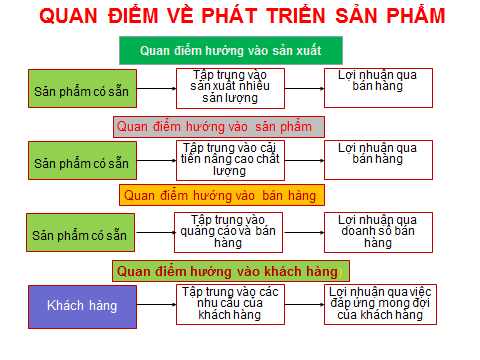 QUAN ĐIỂM VỀ PHÁT TRIỂN SẢN PHẨM
Quan điểm hướng vào sản xuất
Sản phẩm có sẵn
Tập trung vào
sản xuất nhiều
sản lượng
Lợi nhuận qua
bán hàng
Quan điểm hướng vào sản phẩm
Sản phẩm có sẵn
Tập trung vào cải
tiến nâng cao chất
lượng
Lợi nhuận qua
bán hàng
Quan điểm hướng vào bán hàng
Sản phẩm có sẵn
Tập trung vào
quảng cáo và bán
hàng
Lợi nhuận qua
doanh số bán
hàng
Quan điểm hướng vào khách hàng)
Khách hàng
Tập trung vào các
nhu cầu của
khách hàng
Lợi nhuận qua việc
đáp ứng mong đợi
của khách hàng